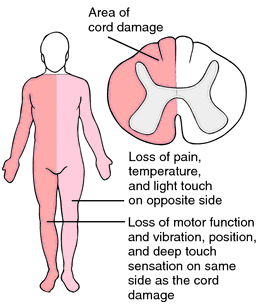 Area of
cord damage
Loss of pain,
temperature,
and light touch
on opposite side
Loss of motor function
and vibration, position,
and deep touch
sensation on same
side as the cord
damage